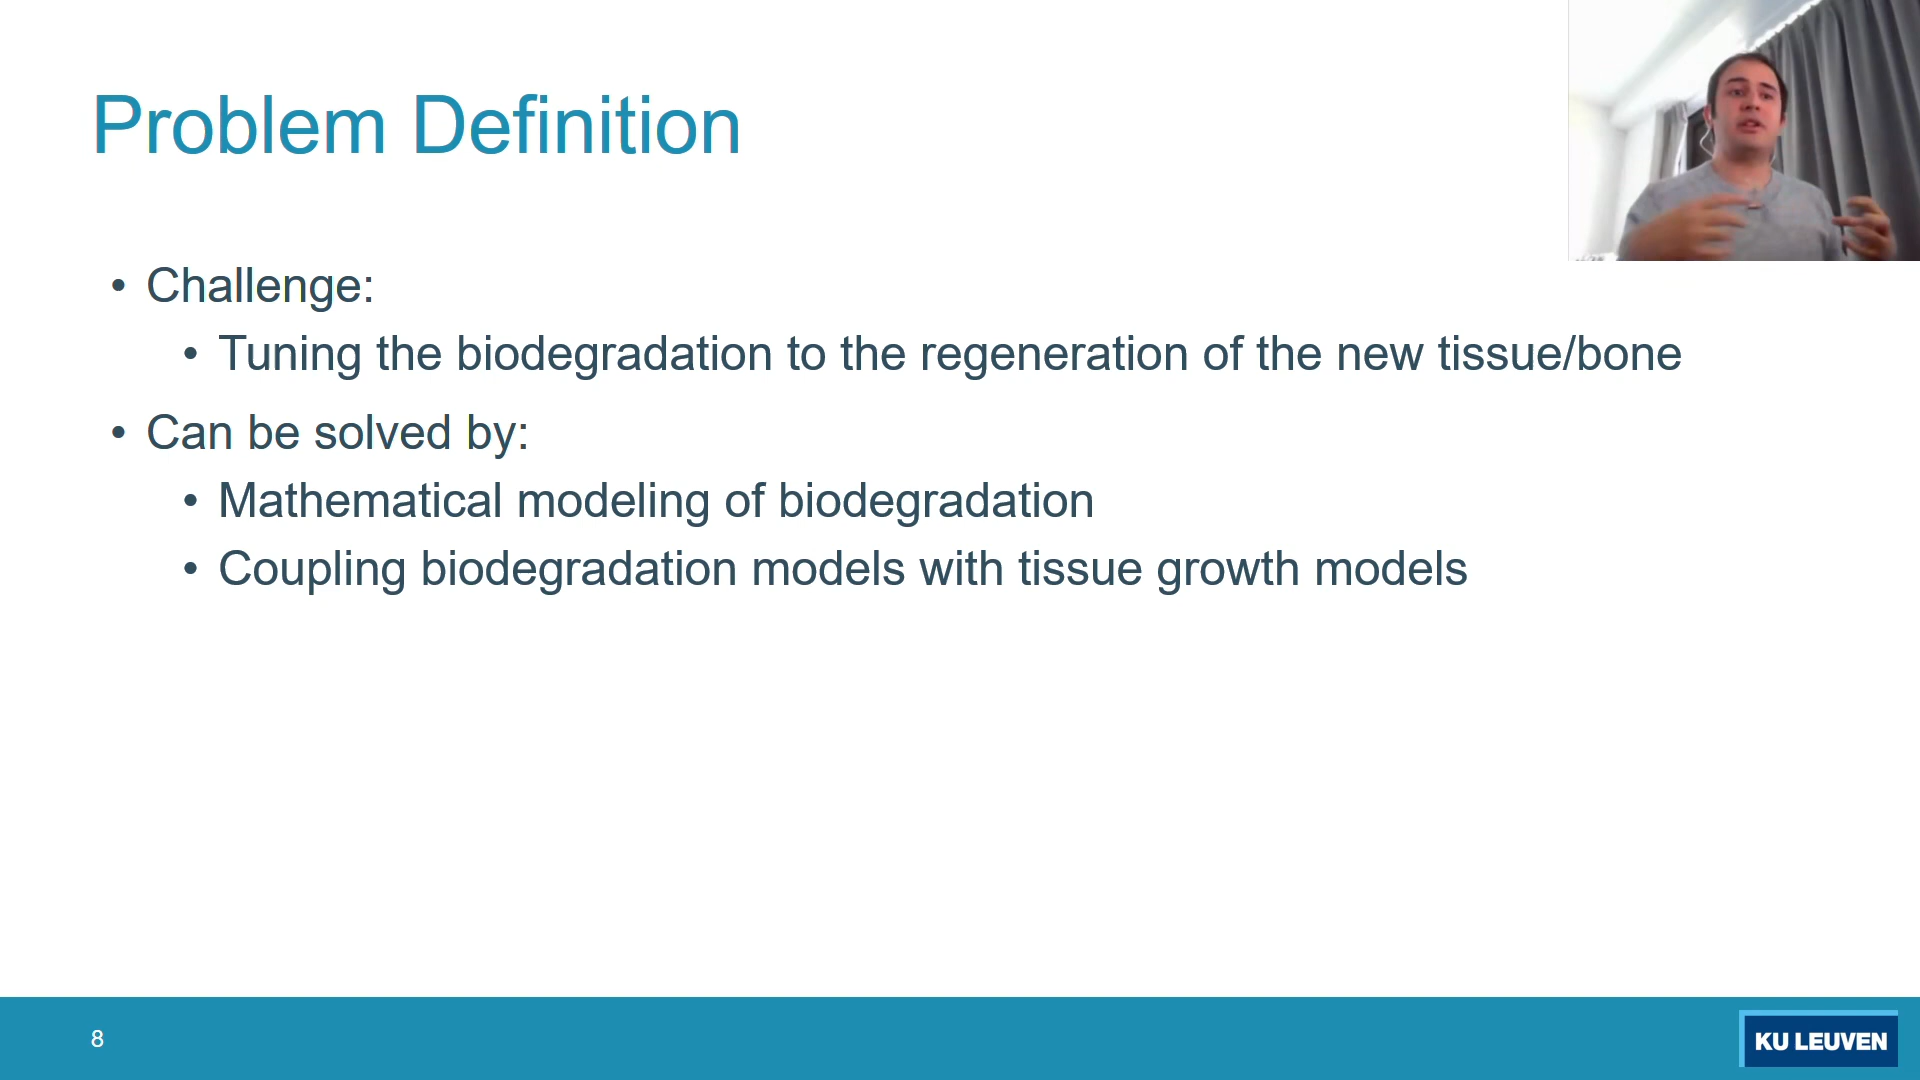 Problem Definition
• Challenge:
• Tuning the biodegradation to the regeneration of the new tissue/bone
• Can be solved by:
• Mathematical modeling of biodegradation
• Coupling biodegradation models with tissue growth models
8
KU LEUVEN